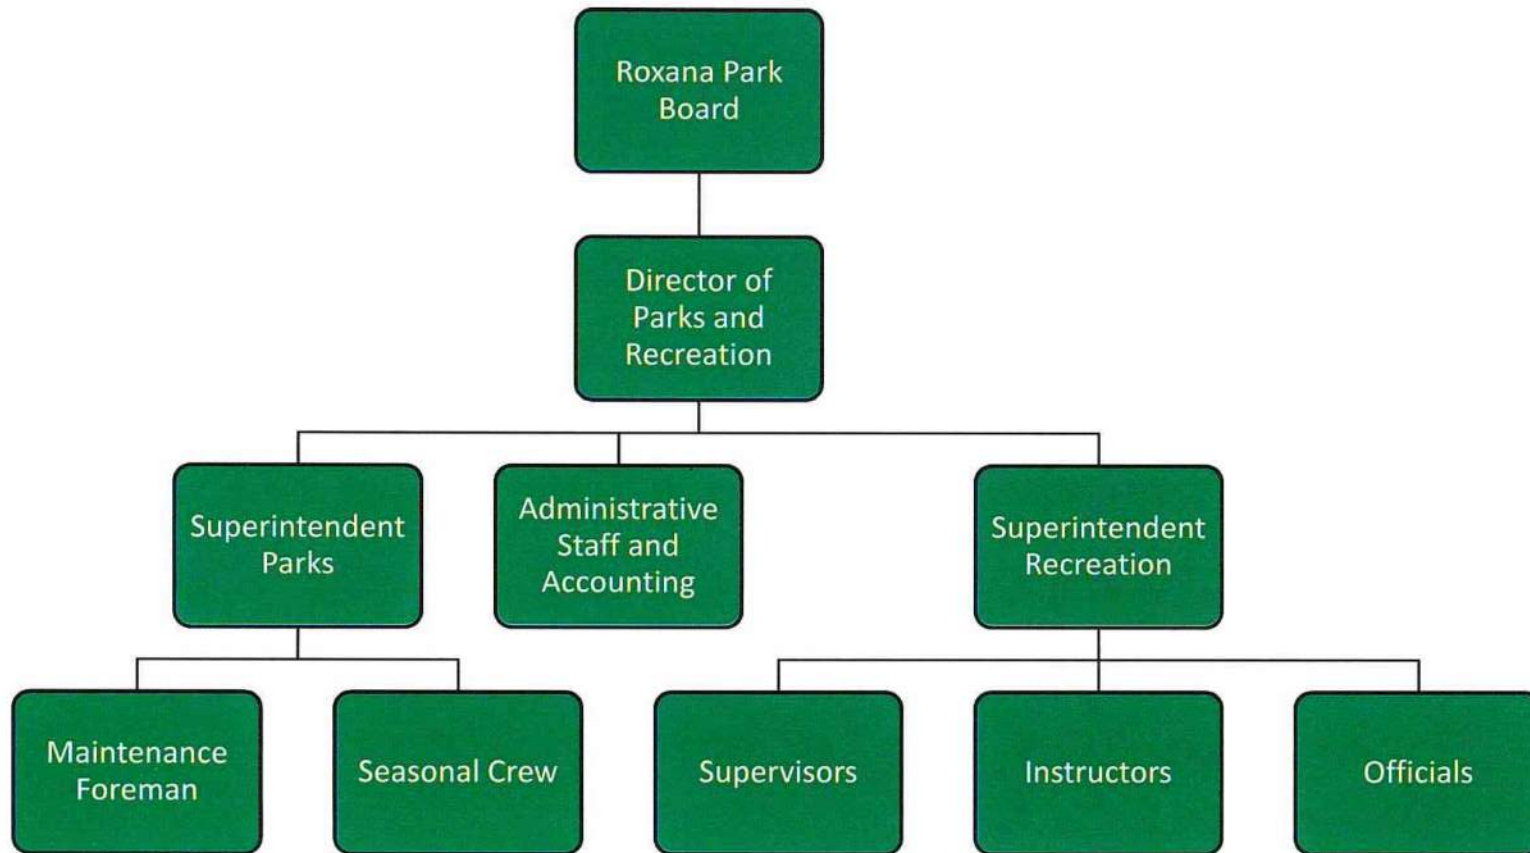 Roxana Park
Board
Director of
Parks and
Recreation
Superintendent
Parks
Administrative
Staff and
Accounting
Superintendent
Recreation
Maintenance
Foreman
Seasonal Crew
Supervisors
Instructors
Officials